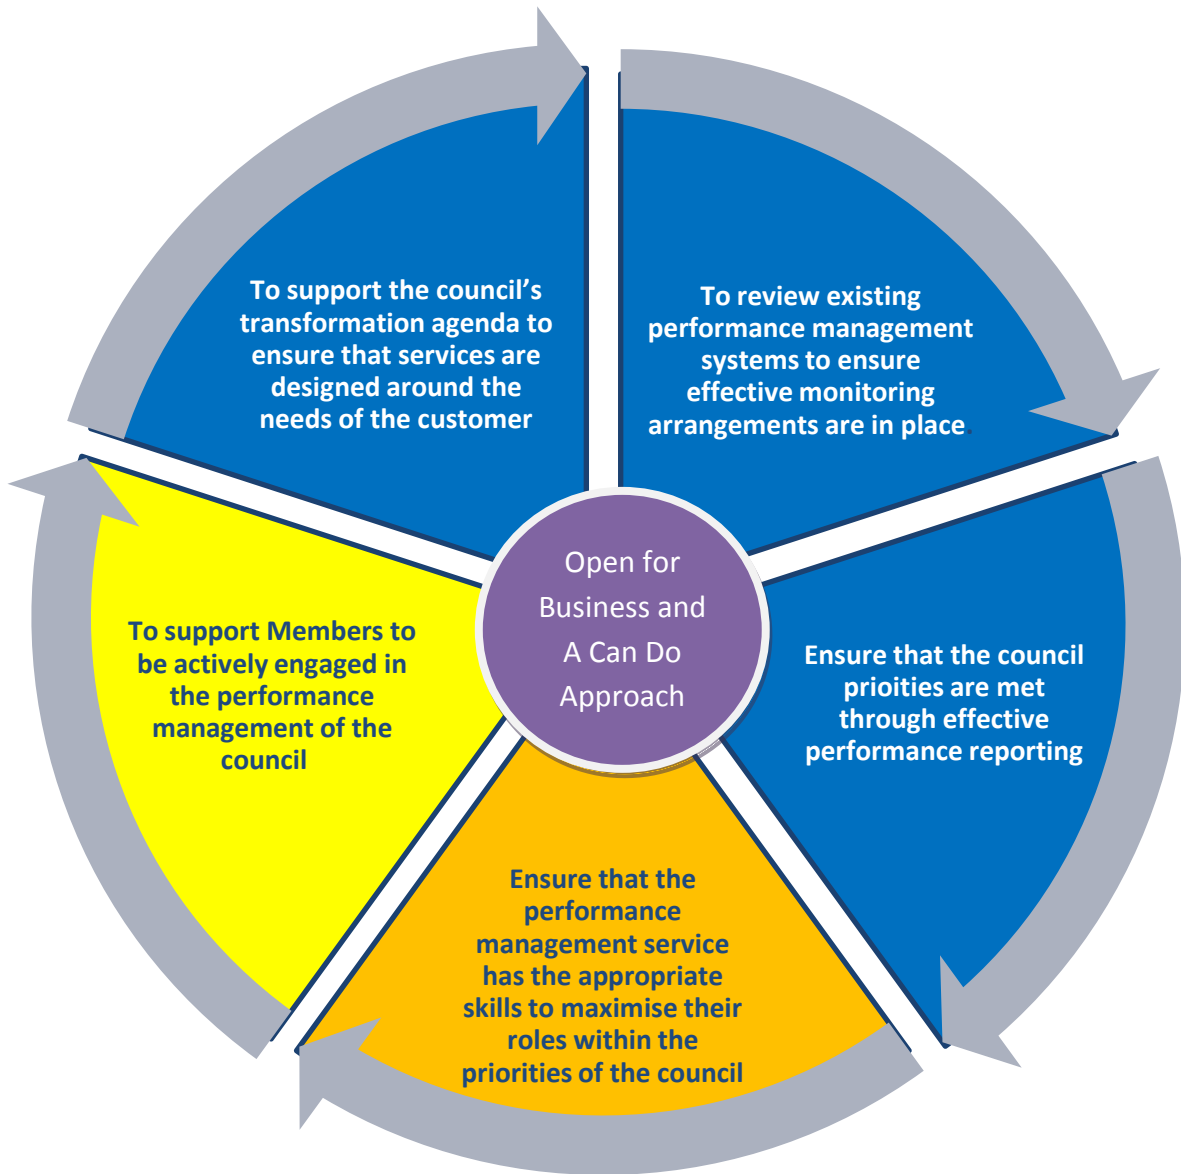 To support the council’s
transformation agenda to
ensure that services are
designed around the
needs of the customer
To review existing
performance management
systems to ensure
effective monitoring
arrangements are in place.
Open for
Business and
A Can Do
Approach
To support Members to
be actively engaged in
the performance
management of the
council
Ensure that the council
prioities are met
through effective
performance reporting
Ensure that the
performance
management service
has the appropriate
skills to maximise their
roles within the
priorities of the council